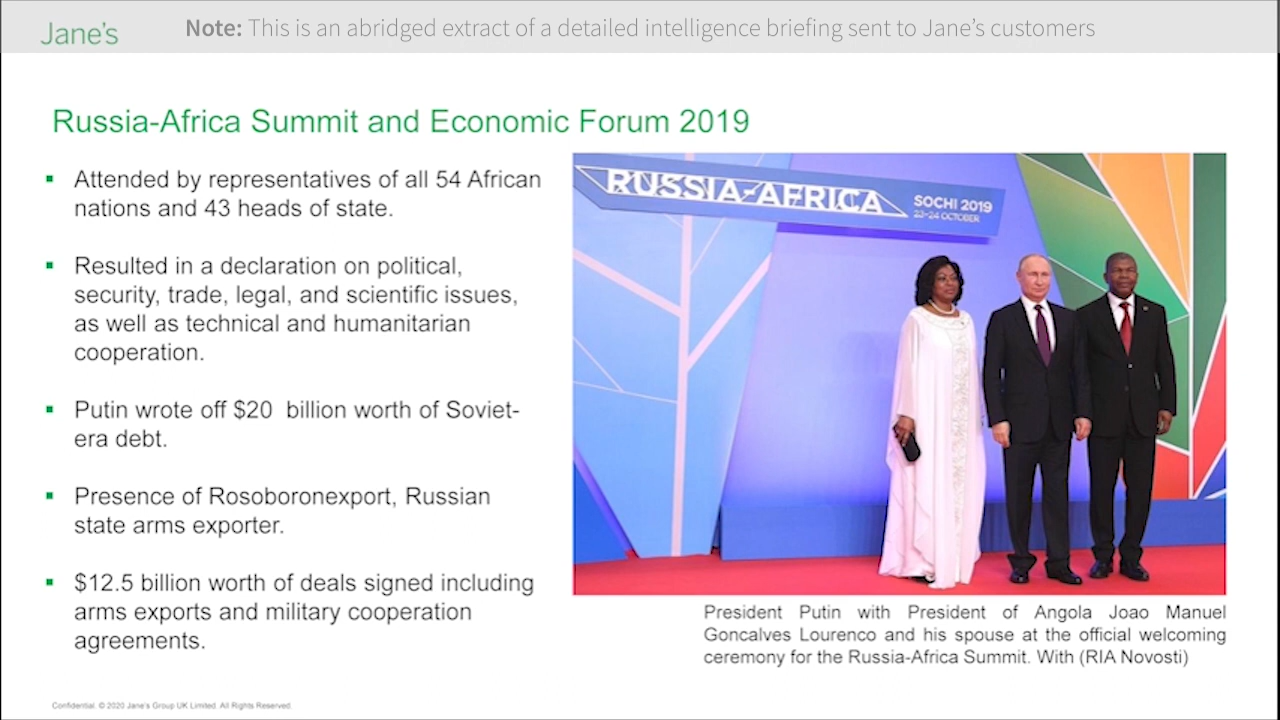 Jane's
Note: This is an abridged extract of a detailed intelligence briefing sent to Jane's customers
Russia-Africa Summit and Economic Forum 2019
Attended by representatives of all 54 African
nations and 43 heads of state.
Resulted in a declaration on political,
security, trade, legal, and scientific issues,
as well as technical and humanitarian
cooperation.
Putin wrote off $20 billion worth of Soviet-
era debt.
Presence of Rosoboronexport, Russian
state arms exporter.
$12.5 billion worth of deals signed including
arms exports and military cooperation
agreements.
RUSSIA-AFRICA
SOCHI 2019
23-24 OCTOBER
President Putin with President of Angola Joao Manuel
Goncalves Lourenco and his spouse at the official welcoming
ceremony for the Russia-Africa Summit. With (RIA Novosti)
Confidential. © 2020 Jane's Group UK Limited. All Rights Reserved.